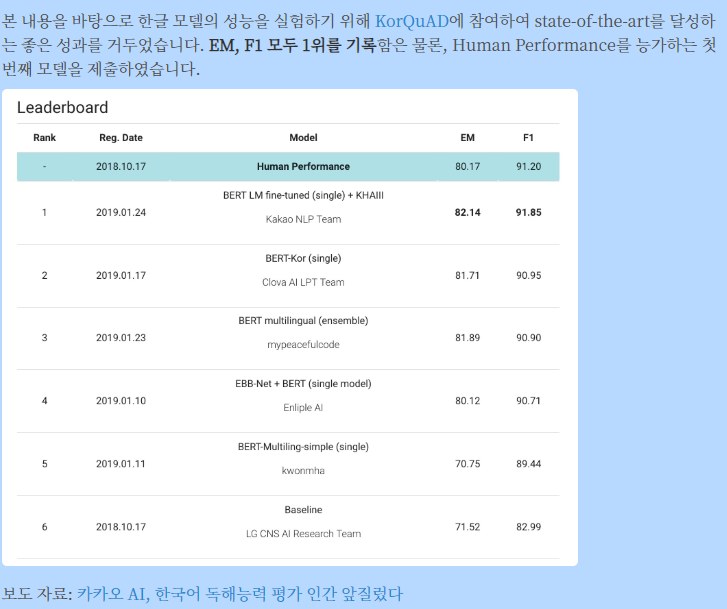 본 내용을 바탕으로 한글 모델의 성능을 실험하기 위해 KorQuAD에 참여하여 state-of-the-art를 달성하
는 좋은 성과를 거두었습니다. EM, F1 모두 1위를 기록함은 물론, Human Performance를 능가하는 첫
번째 모델을 제출하였습니다.
Leaderboard
Rank Reg. Date Model EM F1
- 2018.10.17 Human Performance 80.17 91.20
BERT LM fine-tuned (single) + KHAIII
1 2019.01.24 Kakao NLP Team 82.14 91.85
BERT-Kor (single)
2 2019.01.17 Clova AI LPT Team 81.71 90.95
BERT multilingual (ensemble)
3 2019.01.23 mypeacefulcode 81.89 90.90
EBB-Net + BERT (single model)
4 2019.01.10 Enliple AI 80.12 90.71
BERT-Multiling-simple (single)
5 2019.01.11 kwonmha 70.75 89.44
Baseline
6 2018.10.17 LG CNS AI Research Team 71.52 82.99
보도 자료: 카카오 AI, 한국어 독해능력 평가 인간 앞질렀다